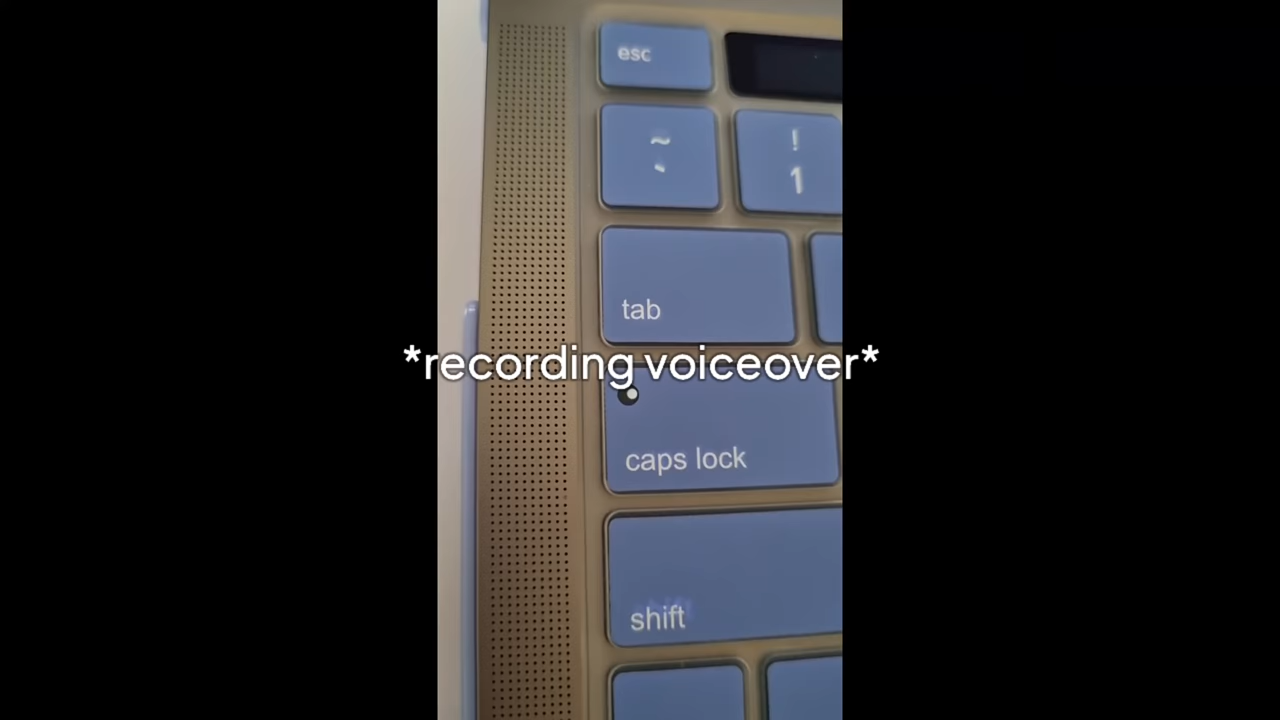 esc
~
`
!
1
tab
*recording voiceover*
caps lock
shift